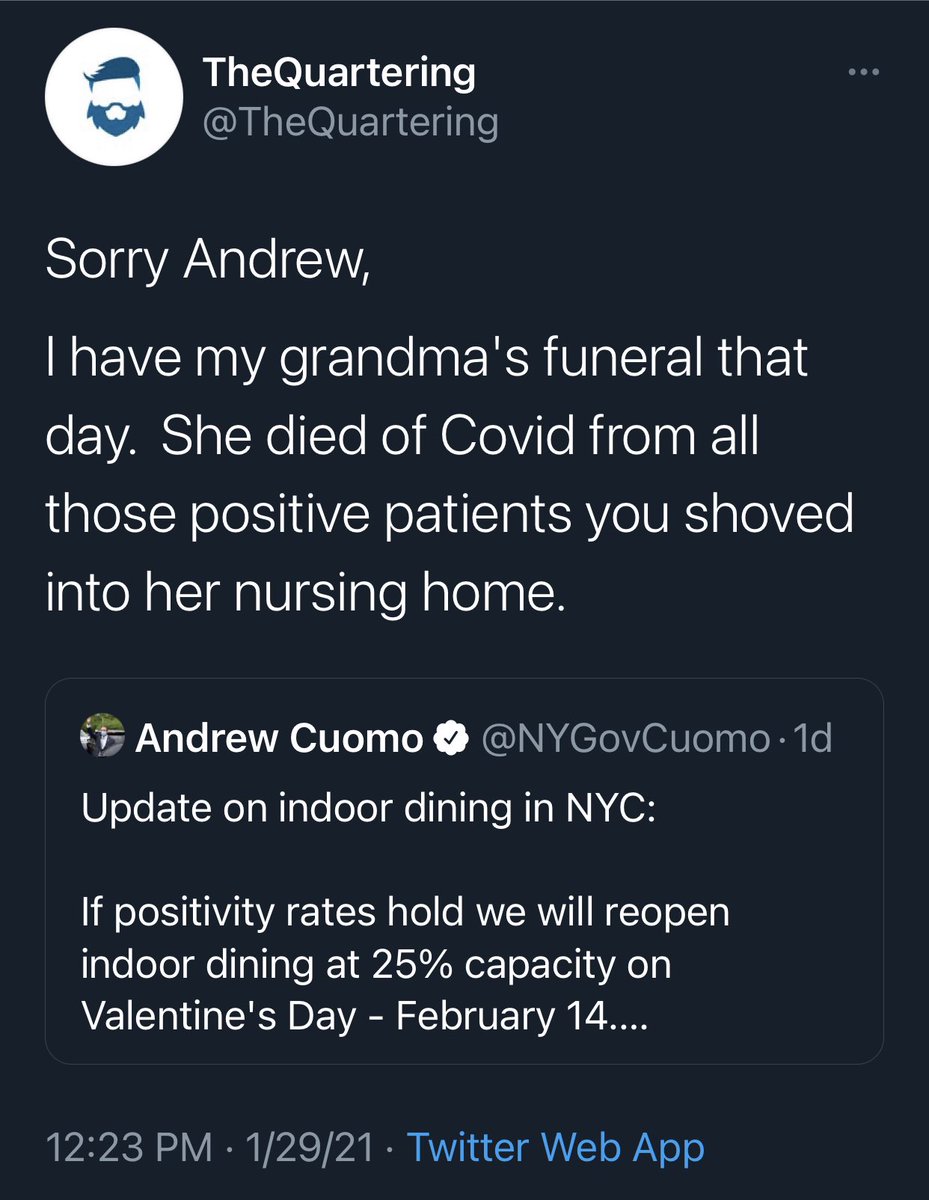 TheQuartering
@TheQuartering
Sorry Andrew,
I have my grandma's funeral that
day.  She died of Covid from all
those positive patients you shoved
into her nursing home.
Andrew Cuomo @NYGovCuomo · 1d
Update on indoor dining in NYC:
If positivity rates hold we will reopen
indoor dining at 25% capacity on
Valentine's Day - February 14....
12:23 PM · 1/29/21 · Twitter Web App